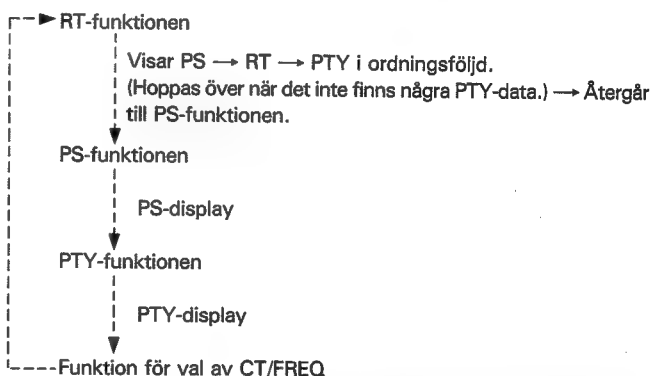 RT-funktionen
Visar PS → RT → PTY i ordningsföljd.
(Hoppas över när det inte finns några PTY-data.) → Återgår
till PS-funktionen.
PS-funktionen
PS-display
PTY-funktionen
PTY-display
Funktion för val av CT/FREQ